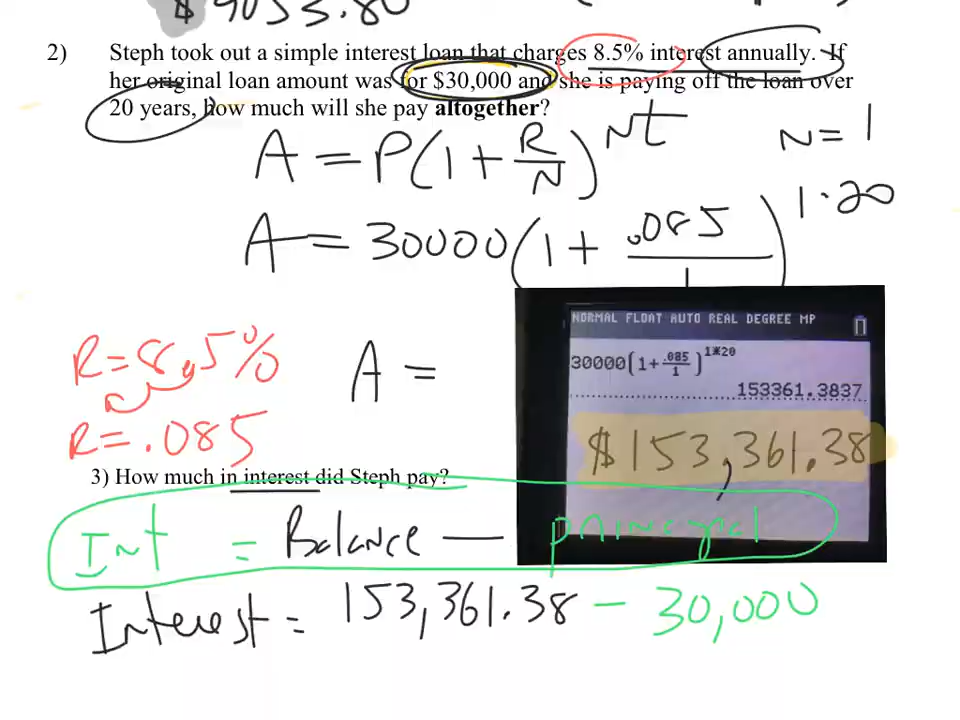 $9053.80
2) Steph took out a simple interest loan that charges 8.5% interest annually. If
her original loan amount was for $30,000 and she is paying off the loan over
20 years, how much will she pay altogether?
A = P(1 + R/N)^Nt
N = 1
A = 30000(1 + .085/1)^1·20
NORMAL FLOAT AUTO REAL DEGREE MP
30000(1+.085/1)^1*20
153361.3837
R = 8.5%
A =
$153,361.38
R = .085
3) How much in interest did Steph pay?
Int = Balance — principal
Interest = 153,361.38 - 30,000